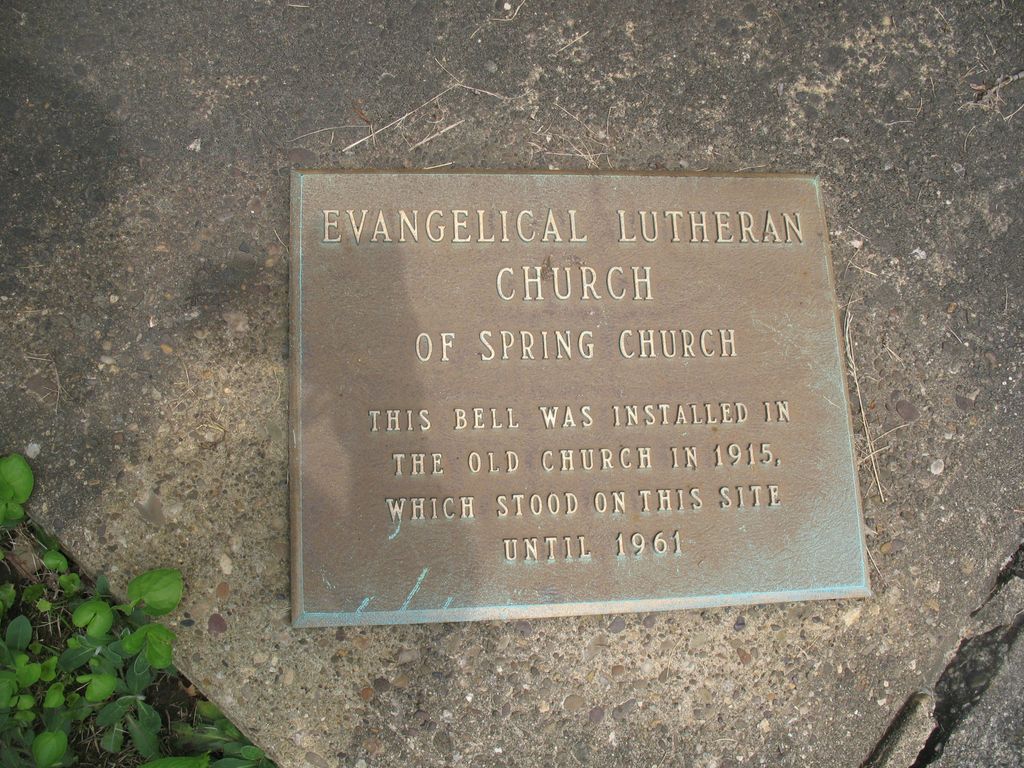 EVANGELICAL LUTHERAN
CHURCH
OF SPRING CHURCH
THIS BELL WAS INSTALLED IN
THE OLD CHURCH IN 1915,
WHICH STOOD ON THIS SITE
UNTIL 1961